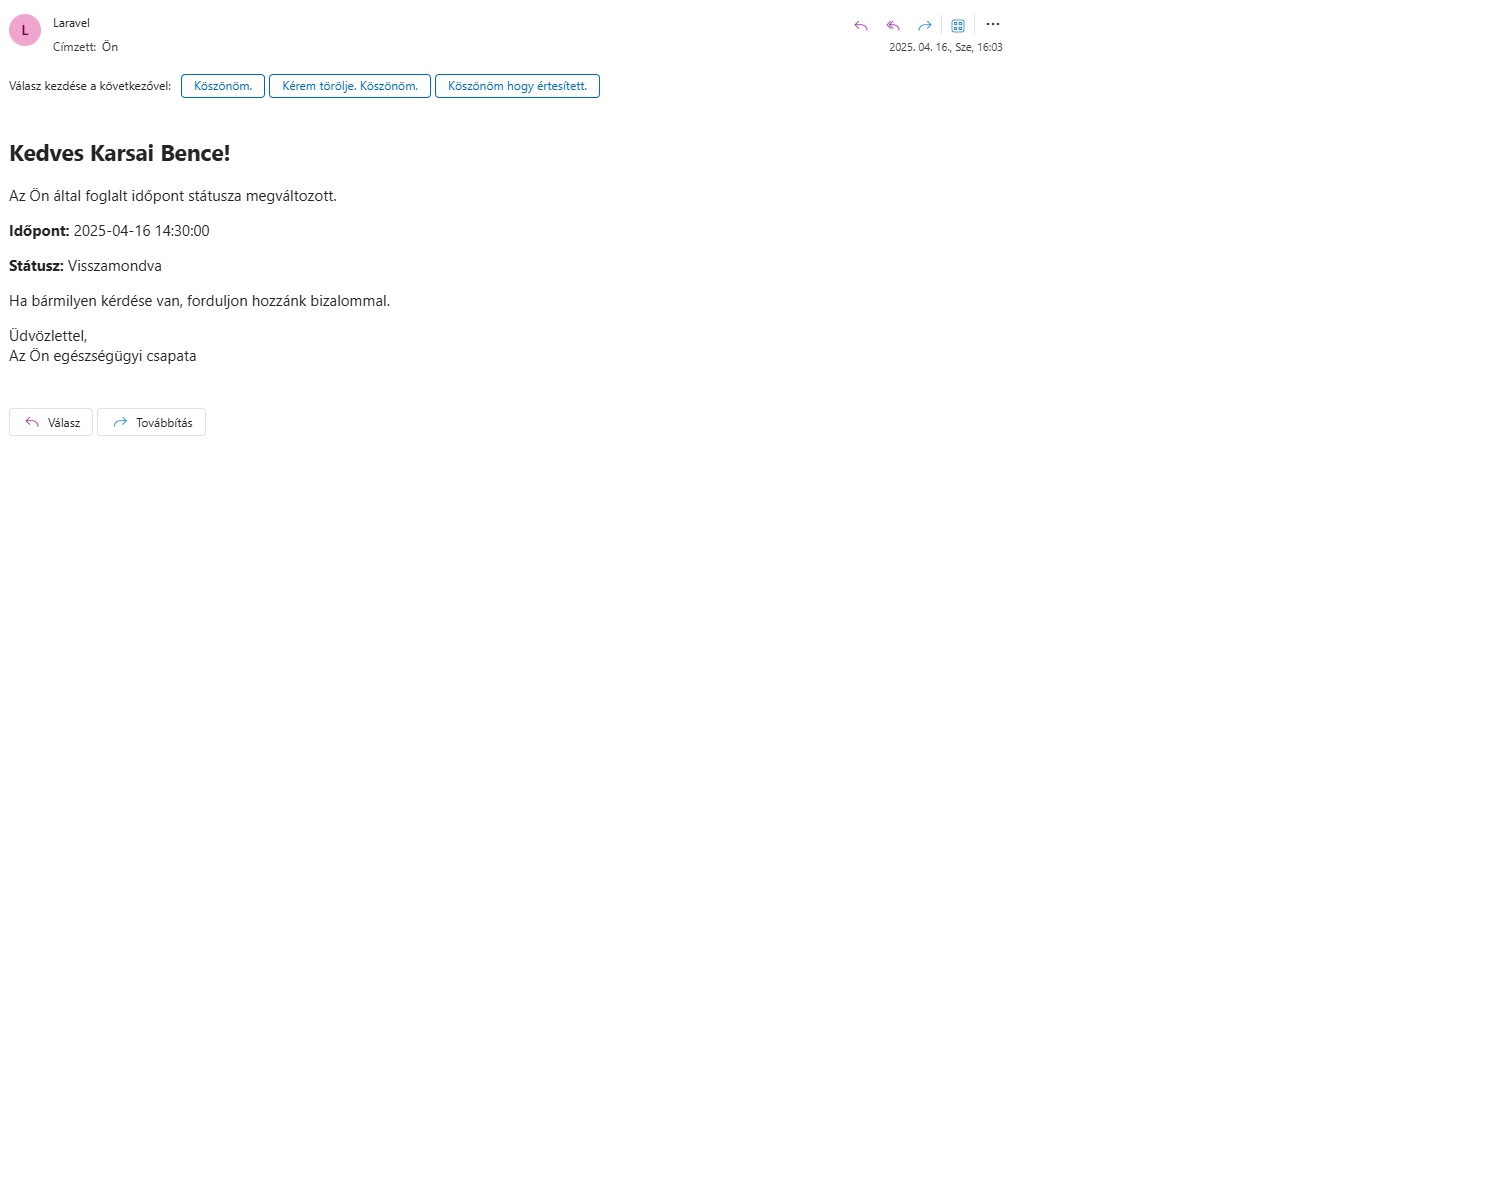 L
Laravel
Címzett: Ön
2025. 04. 16., Sze, 16:03
Válasz kezdése a következővel: Köszönöm. Kérem törölje. Köszönöm. Köszönöm hogy értesített.
Kedves Karsai Bence!
Az Ön által foglalt időpont státusza megváltozott.
Időpont: 2025-04-16 14:30:00
Státusz: Visszamondva
Ha bármilyen kérdése van, forduljon hozzánk bizalommal.
Üdvözlettel,
Az Ön egészségügyi csapata
Válasz Továbbítás